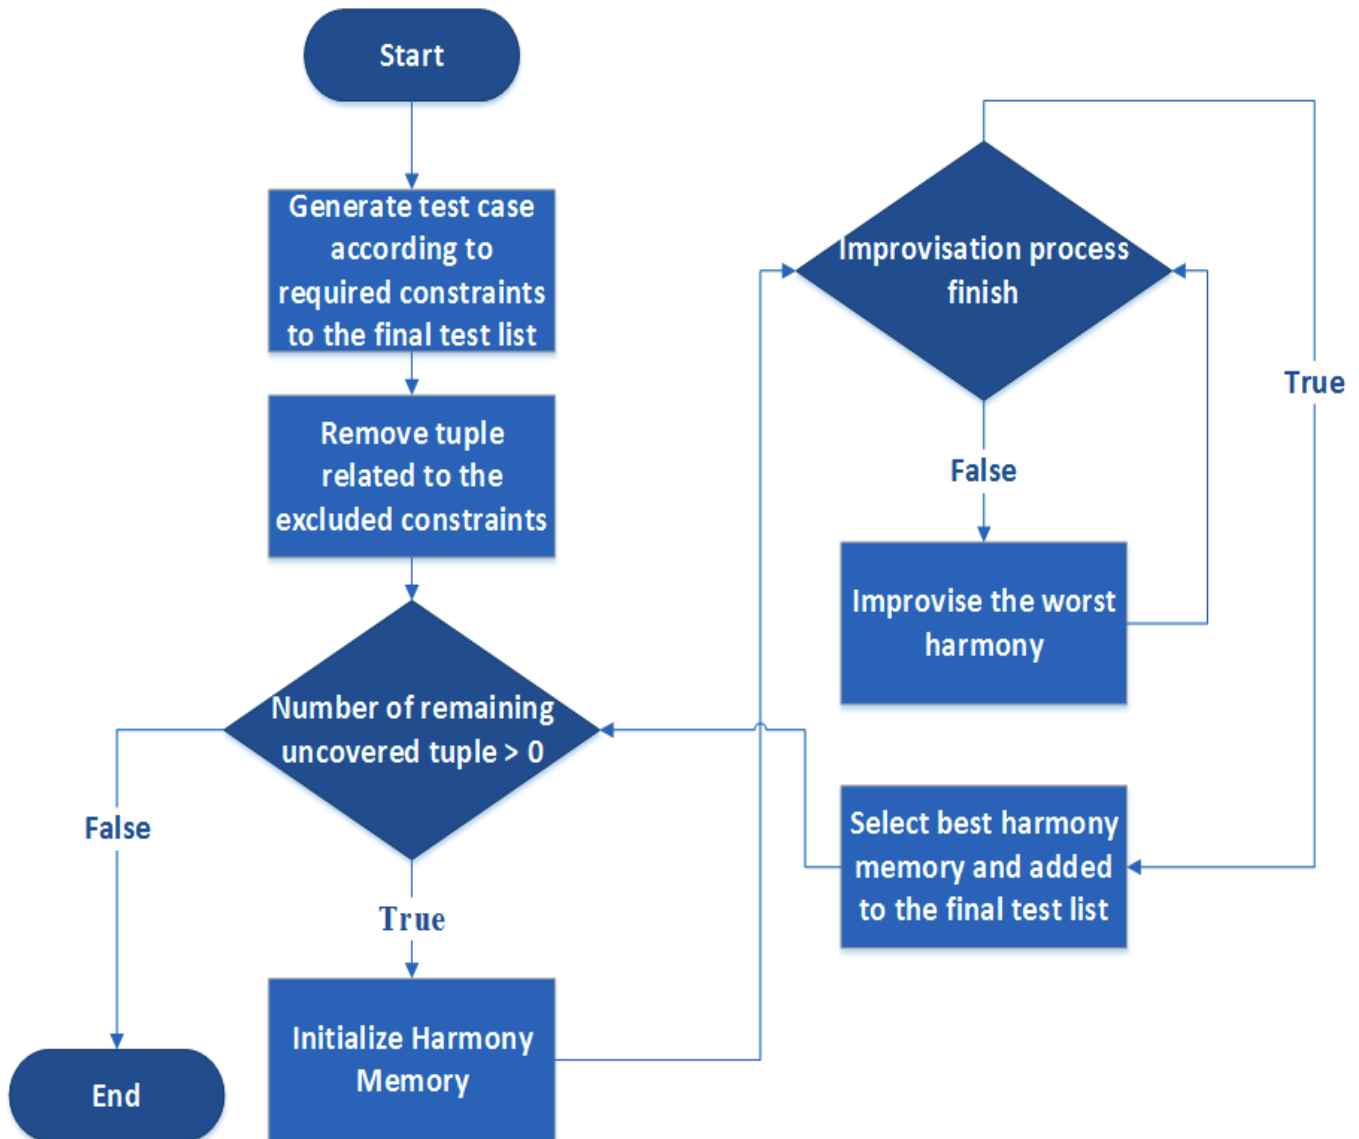 Start
Generate test case
according to
required constraints
to the final test list
Remove tuple
related to the
excluded constraints
Number of remaining
uncovered tuple > 0
False
True
Initialize Harmony
Memory
End
Improvisation process
finish
True
False
Improvise the worst
harmony
Select best harmony
memory and added
to the final test list